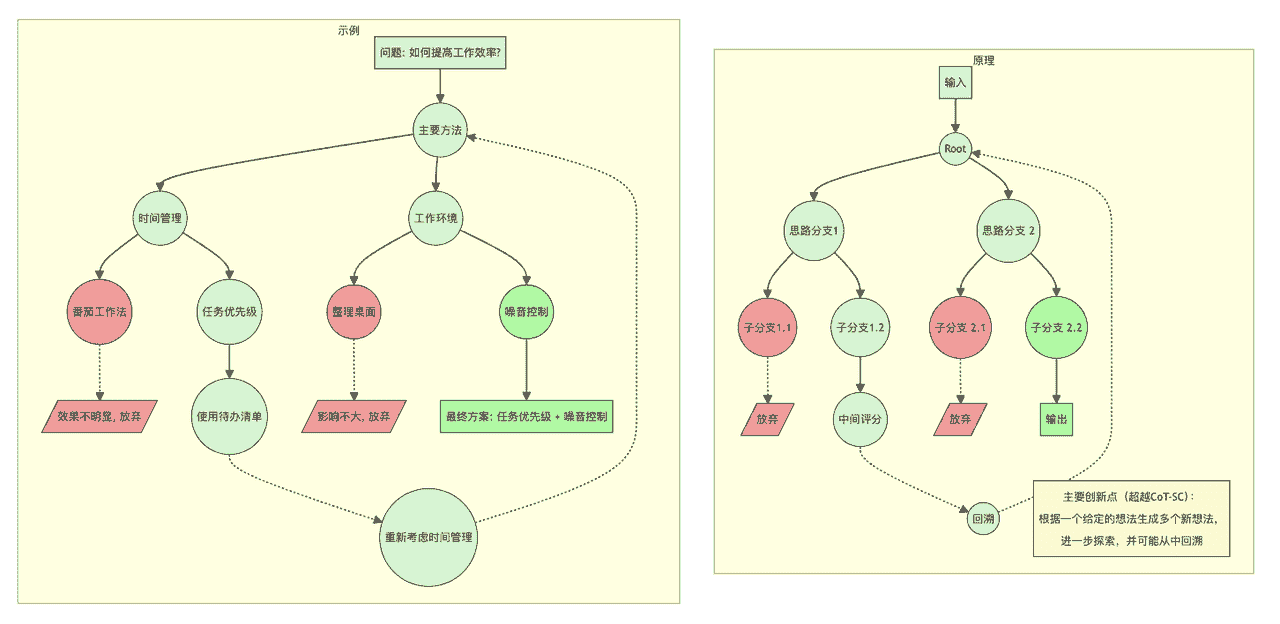 示例
问题: 如何提高工作效率?
主要方法
时间管理
工作环境
番茄工作法
任务优先级
整理桌面
噪音控制
效果不明显, 放弃
使用待办清单
影响不大, 放弃
最终方案: 任务优先级 + 噪音控制
重新考虑时间管理
原理
输入
Root
思路分支1
思路分支 2
子分支1.1
子分支1.2
子分支 2.1
子分支 2.2
放弃
中间评分
放弃
输出
回溯
主要创新点（超越CoT-SC）:
根据一个给定的想法生成多个新想法,
进一步探索，并可能从中回溯